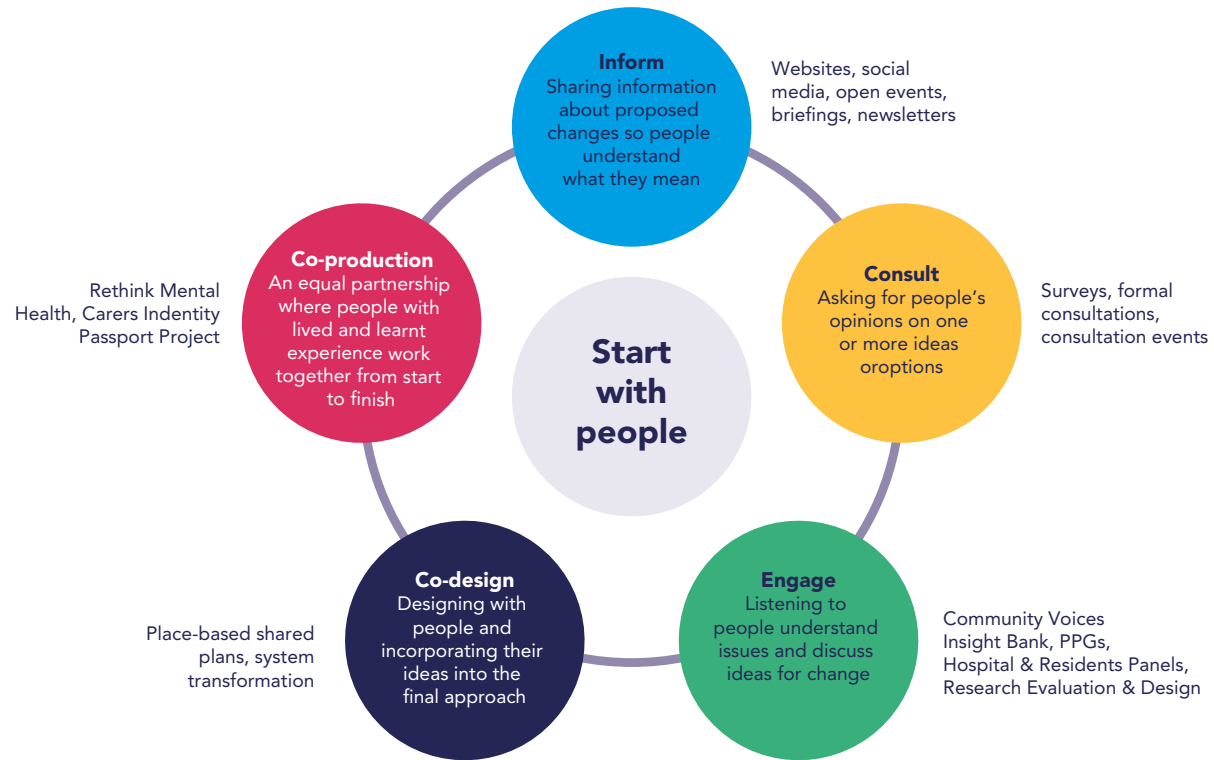 Inform
Sharing information
about proposed
changes so people
understand
what they mean
Websites, social
media, open events,
briefings, newsletters
Consult
Asking for people's
opinions on one
or more ideas
oroptions
Surveys, formal
consultations,
consultation events
Engage
Listening to
people understand
issues and discuss
ideas for change
Community Voices
Insight Bank, PPGs,
Hospital & Residents Panels,
Research Evaluation & Design
Co-design
Designing with
people and
incorporating their
ideas into the
final approach
Place-based shared
plans, system
transformation
Co-production
An equal partnership
where people with
lived and learnt
experience work
together from start
to finish
Rethink Mental
Health, Carers Indentity
Passport Project
Start
with
people